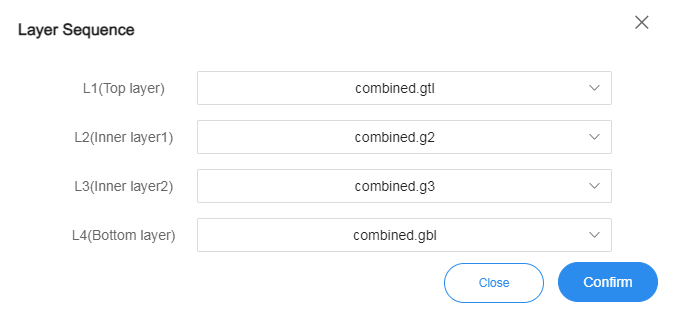 Layer Sequence
L1(Top layer) combined.gtl
L2(Inner layer1) combined.g2
L3(Inner layer2) combined.g3
L4(Bottom layer) combined.gbl
Close Confirm